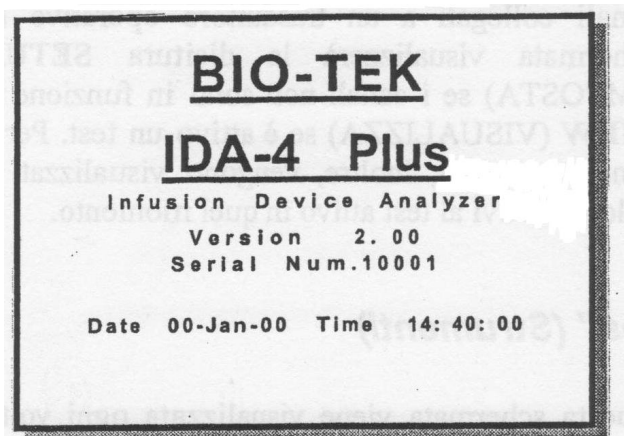 BIO-TEK
IDA-4 Plus
Infusion Device Analyzer
Version 2.00
Serial Num.10001
Date 00-Jan-00 Time 14:40:00